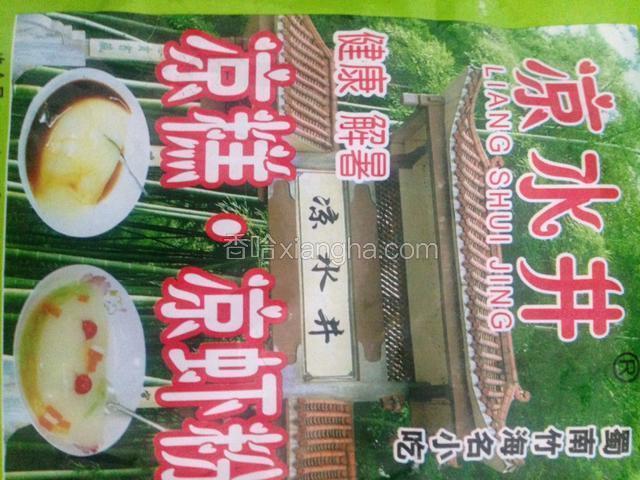 凉水井
LIANG SHUI JING
®
蜀南竹海名小吃
健康 解暑
凉糕·凉虾粉
凉水井
香哈xiangha.com